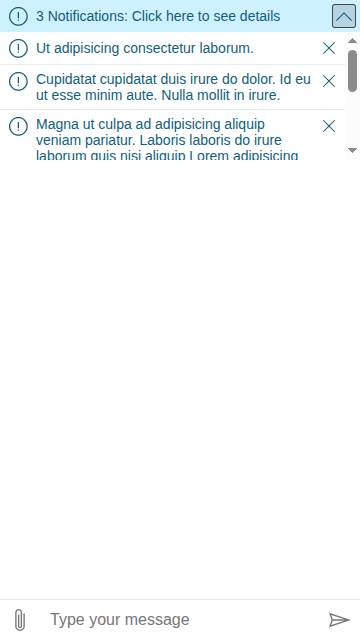 3 Notifications: Click here to see details
Ut adipisicing consectetur laborum.
Cupidatat cupidatat duis irure do dolor. Id eu
ut esse minim aute. Nulla mollit in irure.
Magna ut culpa ad adipisicing aliquip
veniam pariatur. Laboris laboris do irure
laborum quis nisi aliquip Lorem adipisicing
Type your message